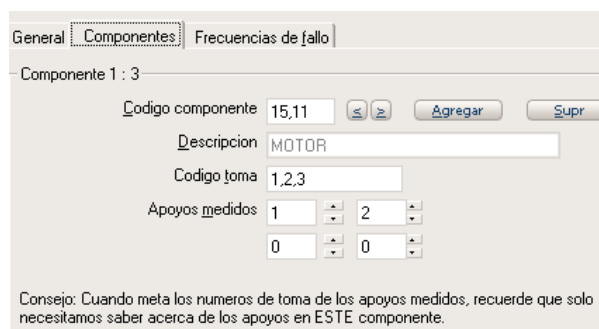 General Componentes Frecuencias de fallo
Componente 1 : 3
Codigo componente 15,11 < > Agregar Supr
Descripcion MOTOR
Codigo toma 1,2,3
Apoyos medidos 1 2
0 0
Consejo: Cuando meta los numeros de toma de los apoyos medidos, recuerde que solo
necesitamos saber acerca de los apoyos en ESTE componente.